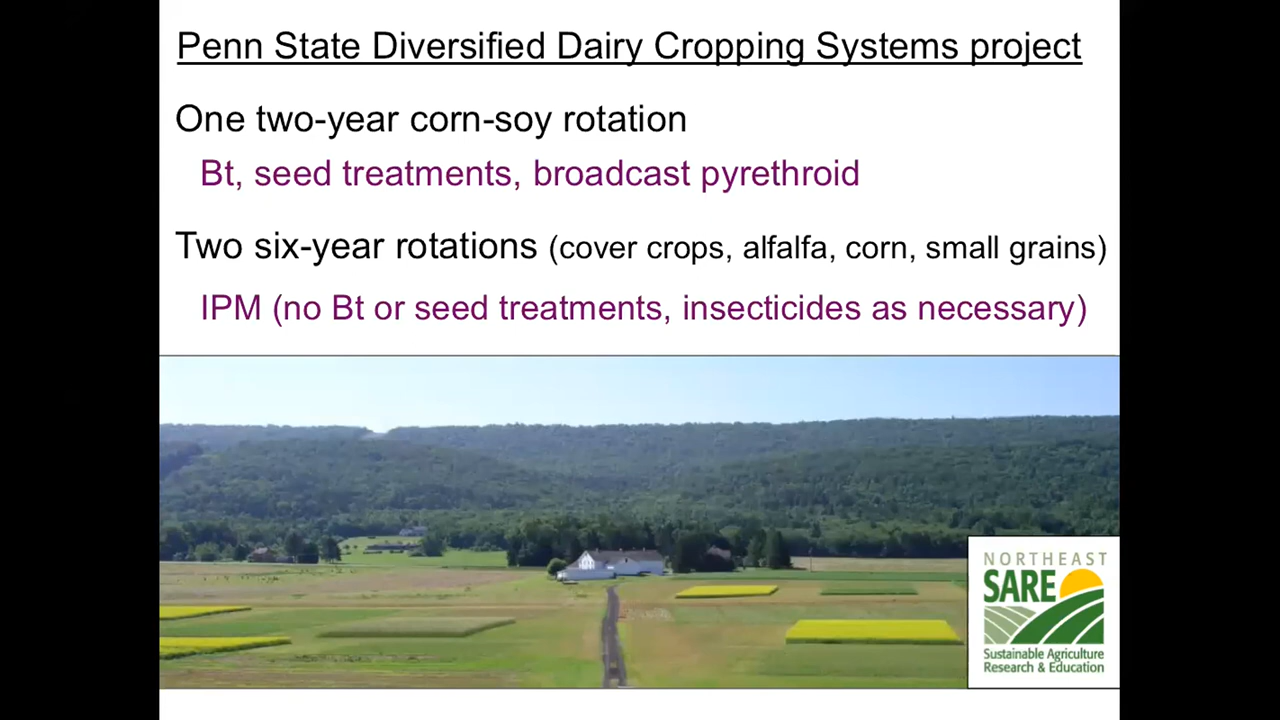 Penn State Diversified Dairy Cropping Systems project
One two-year corn-soy rotation
Bt, seed treatments, broadcast pyrethroid
Two six-year rotations (cover crops, alfalfa, corn, small grains)
IPM (no Bt or seed treatments, insecticides as necessary)
NORTHEAST
SARE
Sustainable Agriculture
Research & Education